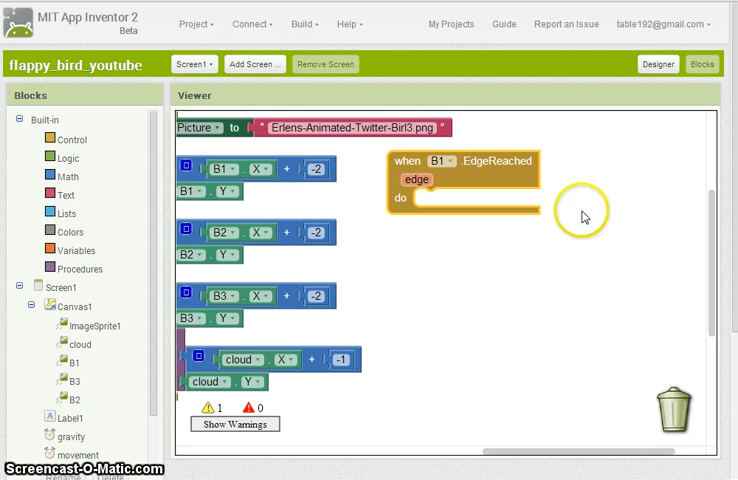 MIT App Inventor 2
Beta
Project
Connect
Build
Help
My Projects
Guide
Report an Issue
table192@gmail.com
flappy_bird_youtube
Screen1
Add Screen ...
Remove Screen
Designer
Blocks
Blocks
Viewer
Built-in
Control
Logic
Math
Text
Lists
Colors
Variables
Procedures
Screen1
Canvas1
ImageSprite1
cloud
B1
B3
B2
Label1
gravity
movement
Rename Delete
Picture to " Erlens-Animated-Twitter-Birl3.png "
B1 . X + -2
B1 . Y
B2 . X + -2
B2 . Y
B3 . X + -2
B3 . Y
cloud . X + -1
cloud . Y
when B1 .EdgeReached
edge
do
1 0
Show Warnings
Screencast-O-Matic.com